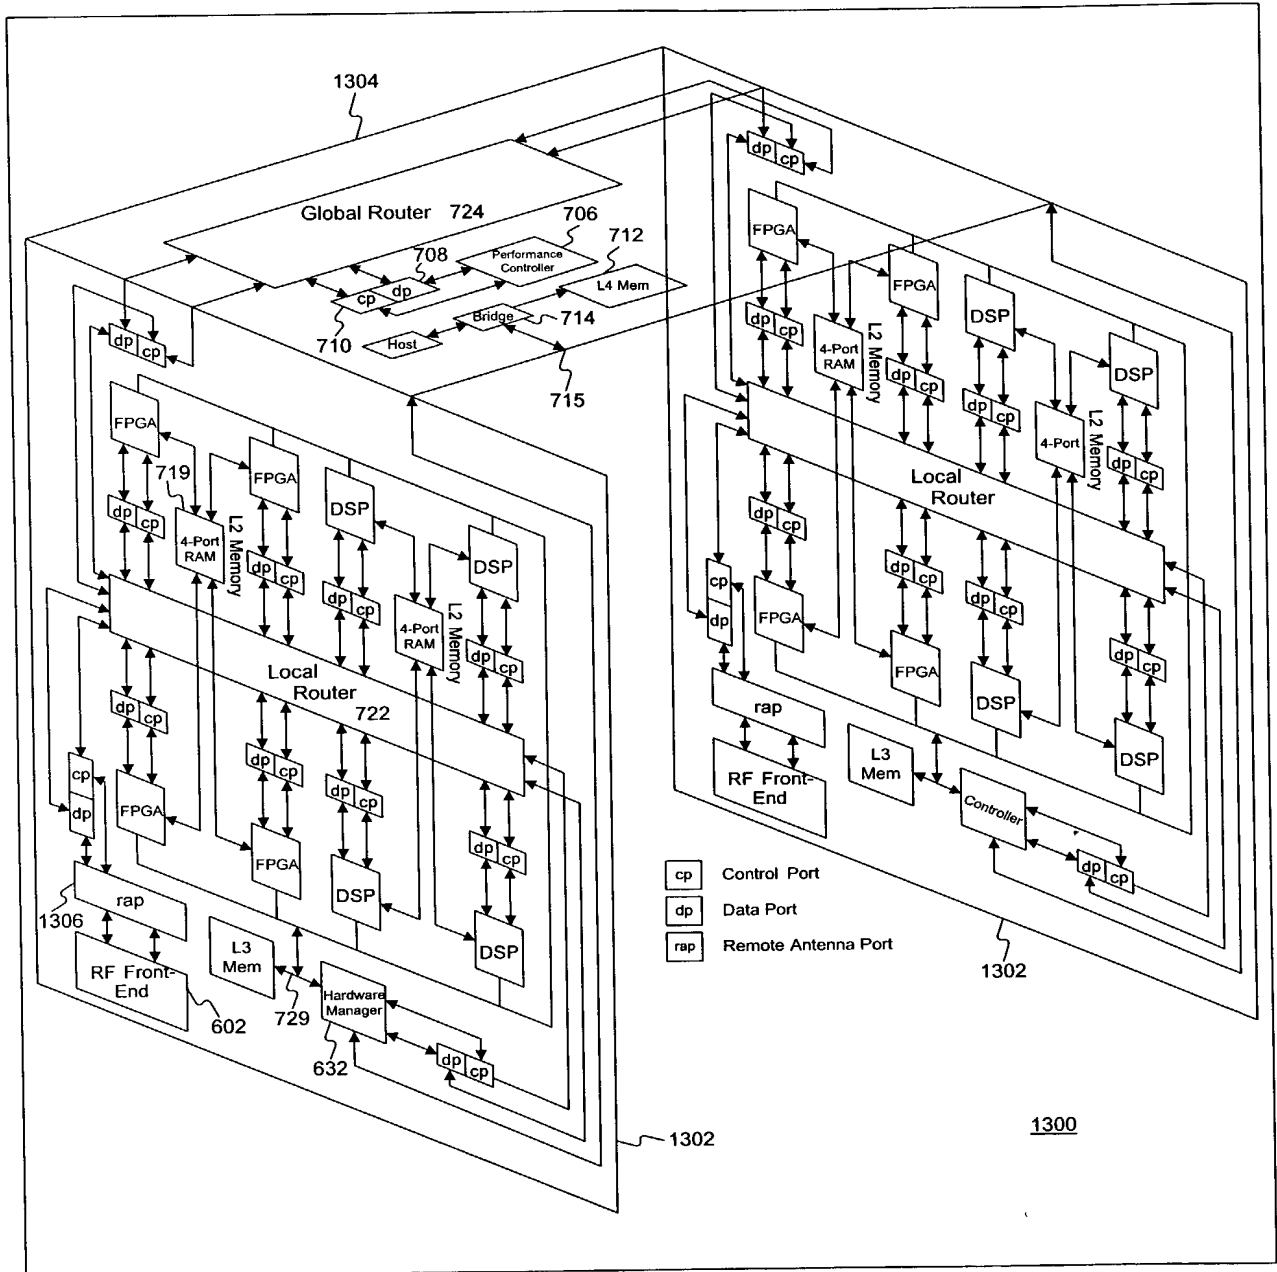 1304
Global Router 724
706
Performance
Controller
712
L4 Mem
708
cp
dp
710
Bridge
714
Host
715
dp
cp
FPGA
719
4-Port
RAM
L2 Memory
FPGA
DSP
DSP
4-Port
RAM
L2 Memory
dp
cp
dp
cp
dp
cp
dp
cp
Local
Router
722
dp
cp
dp
cp
dp
cp
dp
cp
cp
dp
FPGA
FPGA
DSP
DSP
rap
1306
RF Front-
End
602
L3
Mem
729
Hardware
Manager
632
dp
cp
1302
dp
cp
FPGA
4-Port
RAM
L2 Memory
FPGA
DSP
DSP
4-Port
L2 Memory
dp
cp
dp
cp
dp
cp
dp
cp
Local
Router
dp
cp
dp
cp
dp
cp
dp
cp
cp
dp
FPGA
FPGA
DSP
DSP
rap
RF Front-
End
L3
Mem
Controller
dp
cp
1302
cp Control Port
dp Data Port
rap Remote Antenna Port
1300